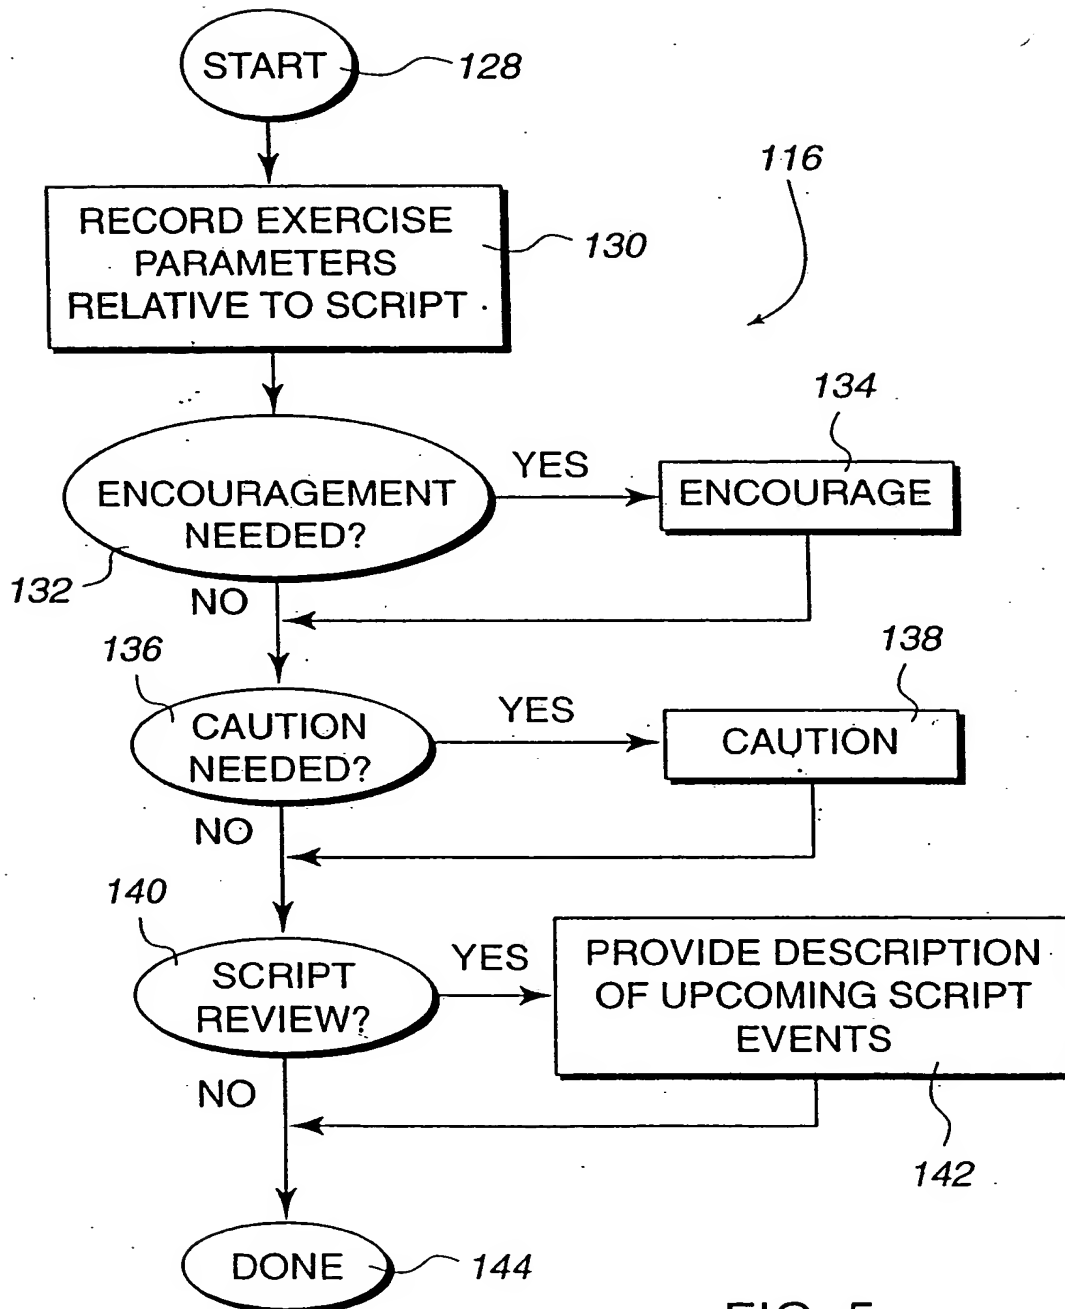 START
128
116
RECORD EXERCISE
PARAMETERS
RELATIVE TO SCRIPT
130
134
ENCOURAGEMENT
NEEDED?
YES
ENCOURAGE
132
NO
136
138
CAUTION
NEEDED?
YES
CAUTION
NO
140
SCRIPT
REVIEW?
YES
PROVIDE DESCRIPTION
OF UPCOMING SCRIPT
EVENTS
NO
142
DONE
144
FIG. 5